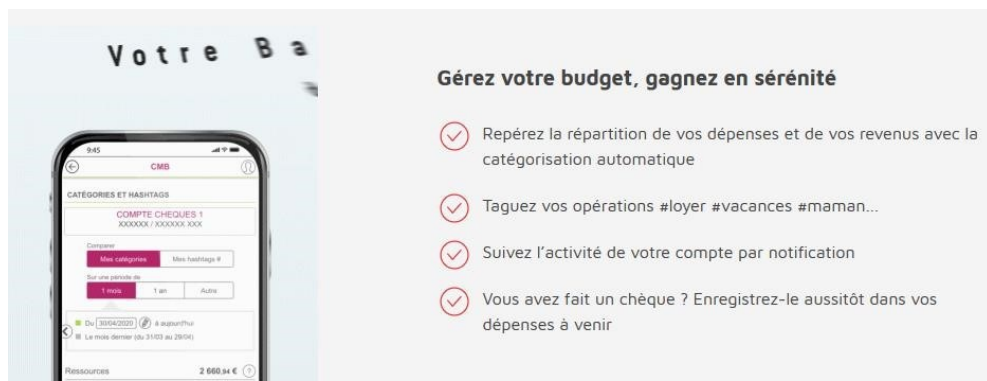 Votre Ba
9:45
CMB
CATÉGORIES ET HASHTAGS
COMPTE CHEQUES 1
XXXXXX / XXXXXX XXX
Comparer
Mes catégories Mes hashtags #
Sur une période de
1 mois 1 an Autre
Du 30/04/2020 à aujourd'hui
Le mois dernier (du 31/03 au 29/04)
Ressources 2 660,94 € ?
Gérez votre budget, gagnez en sérénité
Repérez la répartition de vos dépenses et de vos revenus avec la
catégorisation automatique
Taguez vos opérations #loyer #vacances #maman...
Suivez l'activité de votre compte par notification
Vous avez fait un chèque ? Enregistrez-le aussitôt dans vos
dépenses à venir